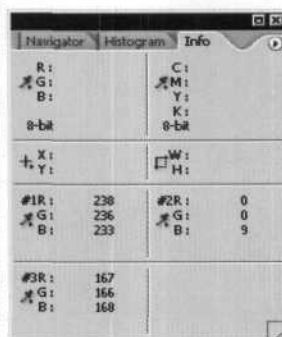 Navigator Histogram Info
R: C:
G: M:
B: Y:
K:
8-bit 8-bit
X: W:
Y: H:
#1R: 238 #2R: 0
G: 236 G: 0
B: 233 B: 9
#3R: 167
G: 166
B: 168